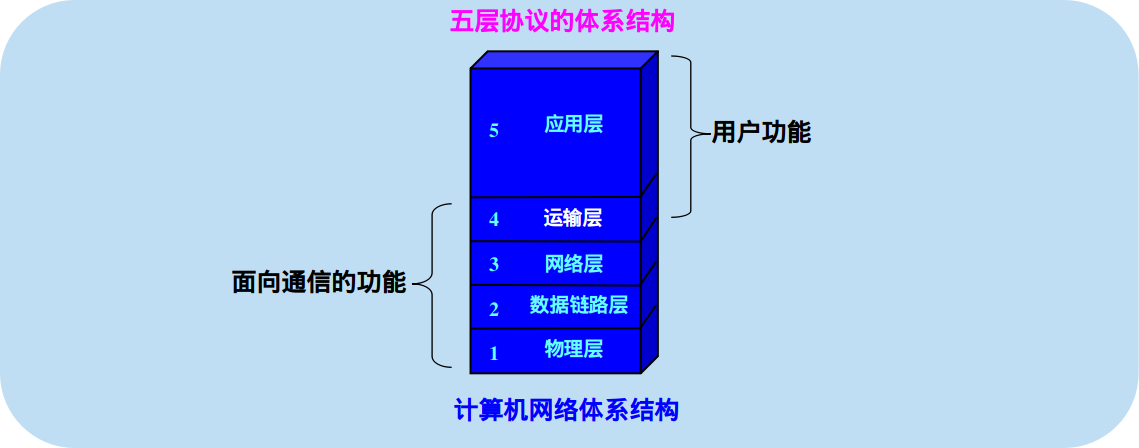 五层协议的体系结构
5 应用层
用户功能
4 运输层
3 网络层
面向通信的功能
2 数据链路层
1 物理层
计算机网络体系结构